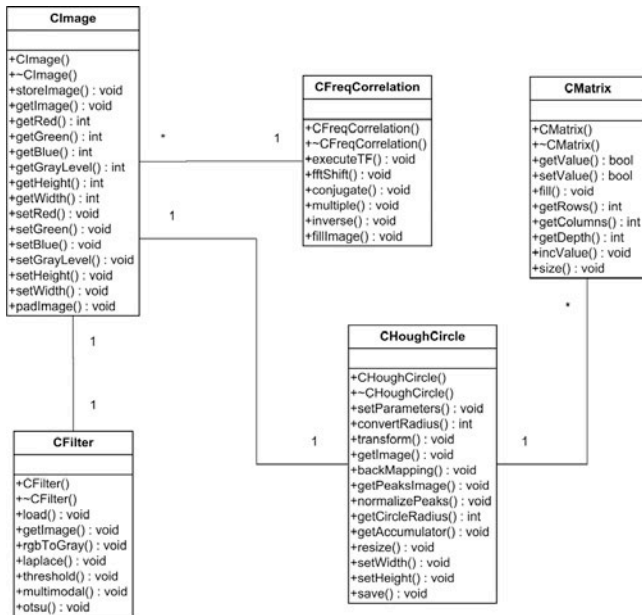 CImage
+CImage()
+~CImage()
+storeImage() : void
+getImage() : void
+getRed() : int
+getGreen() : int
+getBlue() : int
+getGrayLevel() : int
+getHeight() : int
+getWidth() : int
+setRed() : void
+setGreen() : void
+setBlue() : void
+setGrayLevel() : void
+setHeight() : void
+setWidth() : void
+padImage() : void
*
1
CFreqCorrelation
+CFreqCorrelation()
+~CFreqCorrelation()
+executeTF() : void
+fftShift() : void
+conjugate() : void
+multiple() : void
+inverse() : void
+fillImage() : void
CMatrix
+CMatrix()
+~CMatrix()
+getValue() : bool
+setValue() : bool
+fill() : void
+getRows() : int
+getColumns() : int
+getDepth() : int
+incValue() : void
+size() : void
1
*
1
1
1
1
CHoughCircle
+CHoughCircle()
+~CHoughCircle()
+setParameters() : void
+convertRadius() : int
+transform() : void
+getImage() : void
+backMapping() : void
+getPeaksImage() : void
+normalizePeaks() : void
+getCircleRadius() : int
+getAccumulator() : void
+resize() : void
+setWidth() : void
+setHeight() : void
+save() : void
CFilter
+CFilter()
+~CFilter()
+load() : void
+getImage() : void
+rgbToGray() : void
+laplace() : void
+threshold() : void
+multimodal() : void
+otsu() : void